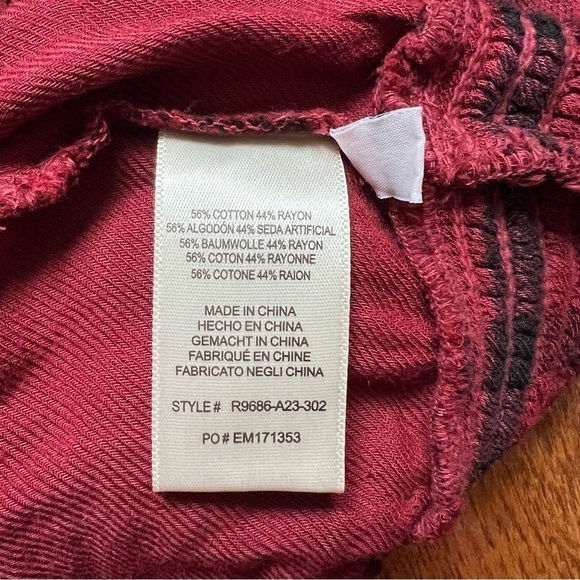 56% COTTON 44% RAYON
56% ALGODÓN 44% SEDA ARTIFICIAL
56% BAUMWOLLE 44% RAYON
56% COTON 44% RAYONNE
56% COTONE 44% RAION
MADE IN CHINA
HECHO EN CHINA
GEMACHT IN CHINA
FABRIQUÉ EN CHINE
FABRICATO NEGLI CHINA
STYLE # R9686-A23-302
PO # EM171353